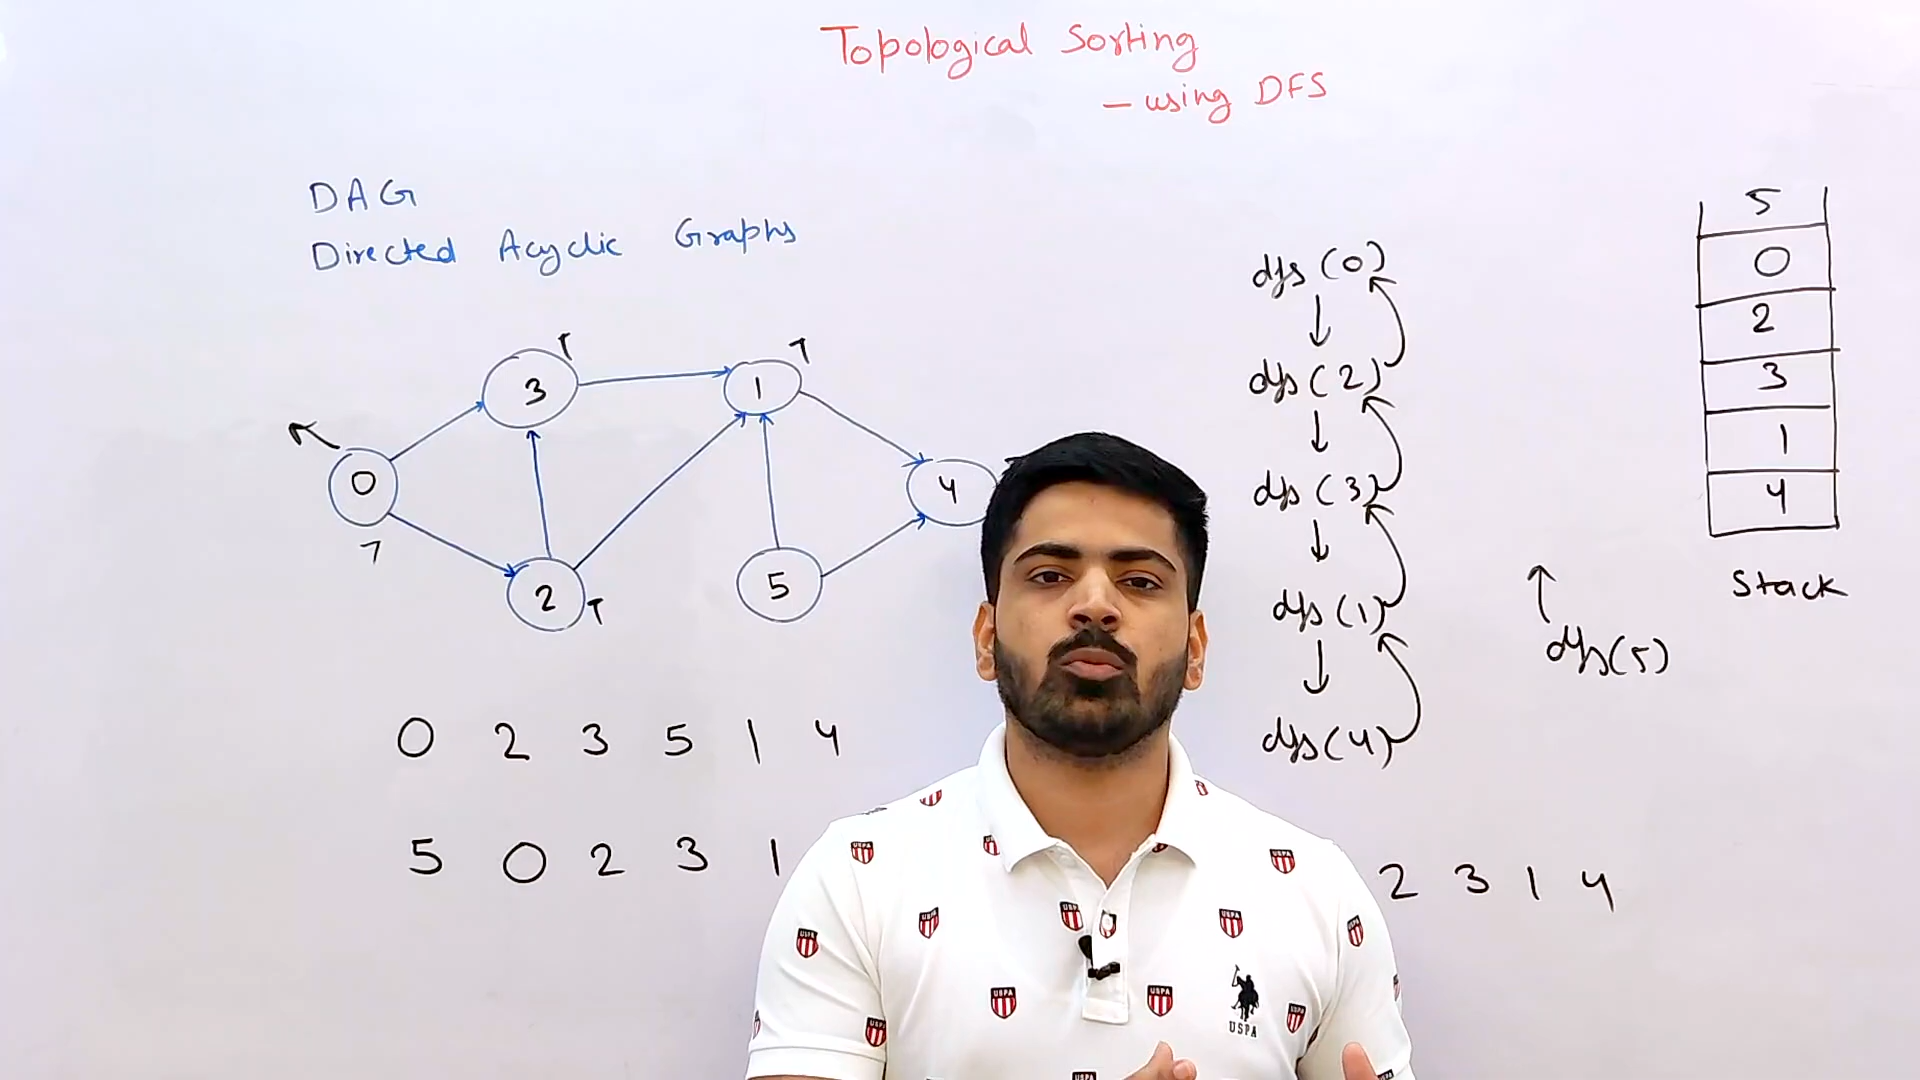 Topological Sorting
- using DFS
DAG
Directed Acyclic Graphs
3
1
0
4
2
5
T
T
T
T
0 2 3 5 1 4
5 0 2 3 1
dfs (0)
dfs (2)
dfs (3)
dfs (1)
dfs (4)
dfs (5)
5
0
2
3
1
4
Stack
2 3 1 4
USPA